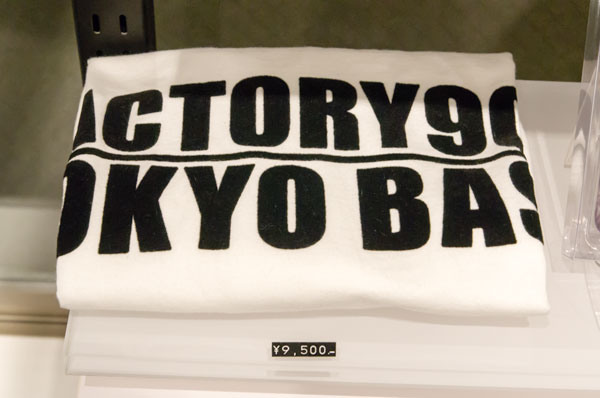 ACTORY90
OKYO BAS
¥9,500.-